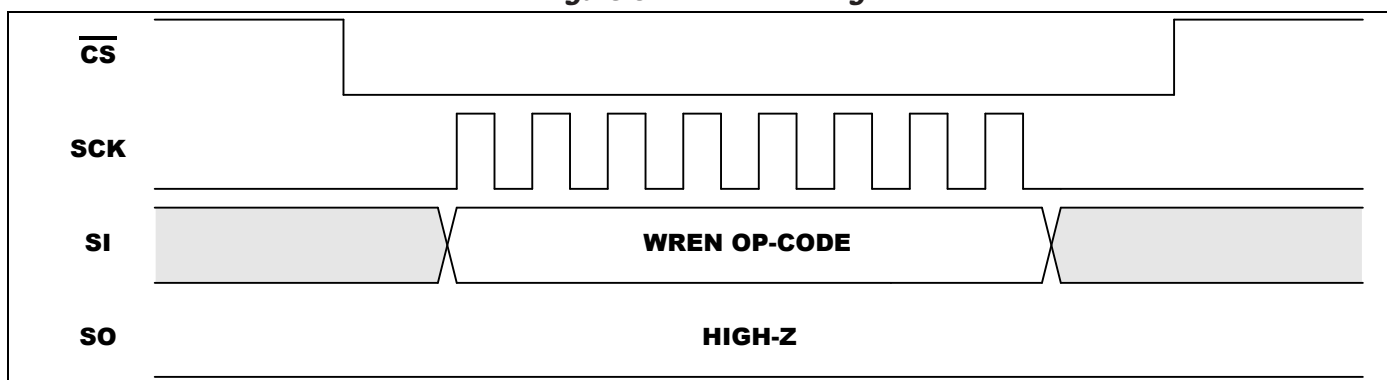 CS
SCK
SI
WREN OP-CODE
SO
HIGH-Z